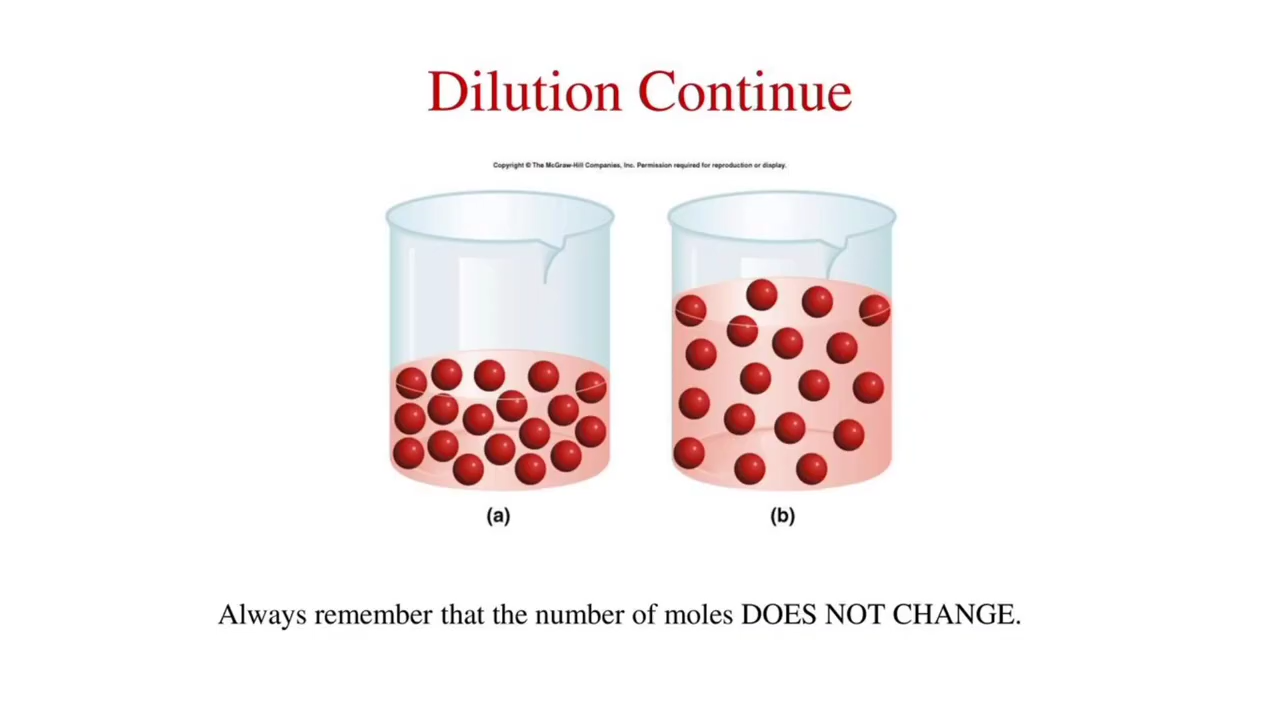 Dilution Continue
Copyright © The McGraw-Hill Companies, Inc. Permission required for reproduction or display.
(a)
(b)
Always remember that the number of moles DOES NOT CHANGE.